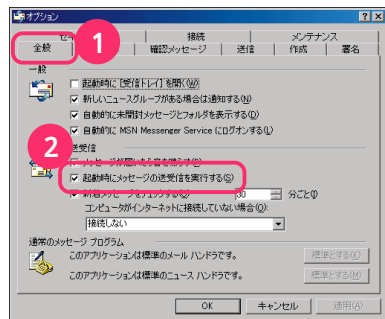 オプション
接続
メンテナンス
全般
確認メッセージ
送信
作成
署名
1
一般
起動時に [受信トレイ] を開く(W)
新しいニュースグループがある場合は通知する(N)
自動的に未開封メッセージとフォルダを表示する(D)
自動的に MSN Messenger Service にログオンする(L)
2
送受信
起動時にメッセージの送受信を実行する(S)
30
分ごと(I)
コンピュータがインターネットに接続していない場合(Q):
接続しない
通常のメッセージ プログラム
このアプリケーションは標準のメール ハンドラです。
標準とする(K)
このアプリケーションは標準のニュース ハンドラです。
標準とする(M)
OK
キャンセル
適用(A)